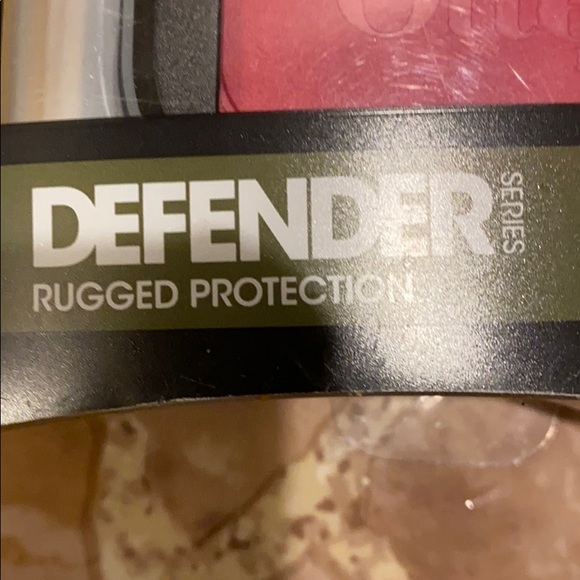 DEFENDER SERIES
RUGGED PROTECTION